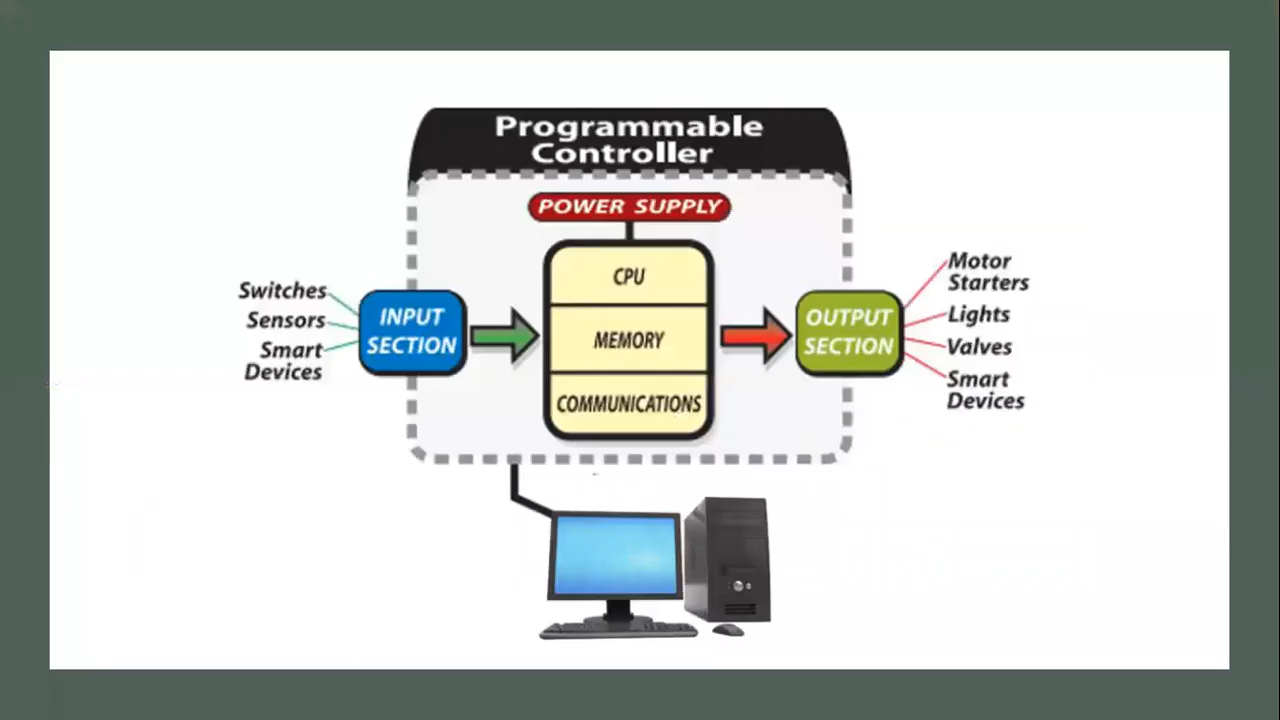 Programmable
Controller
POWER SUPPLY
Switches
Sensors
Smart
Devices
INPUT
SECTION
CPU
MEMORY
COMMUNICATIONS
OUTPUT
SECTION
Motor
Starters
Lights
Valves
Smart
Devices